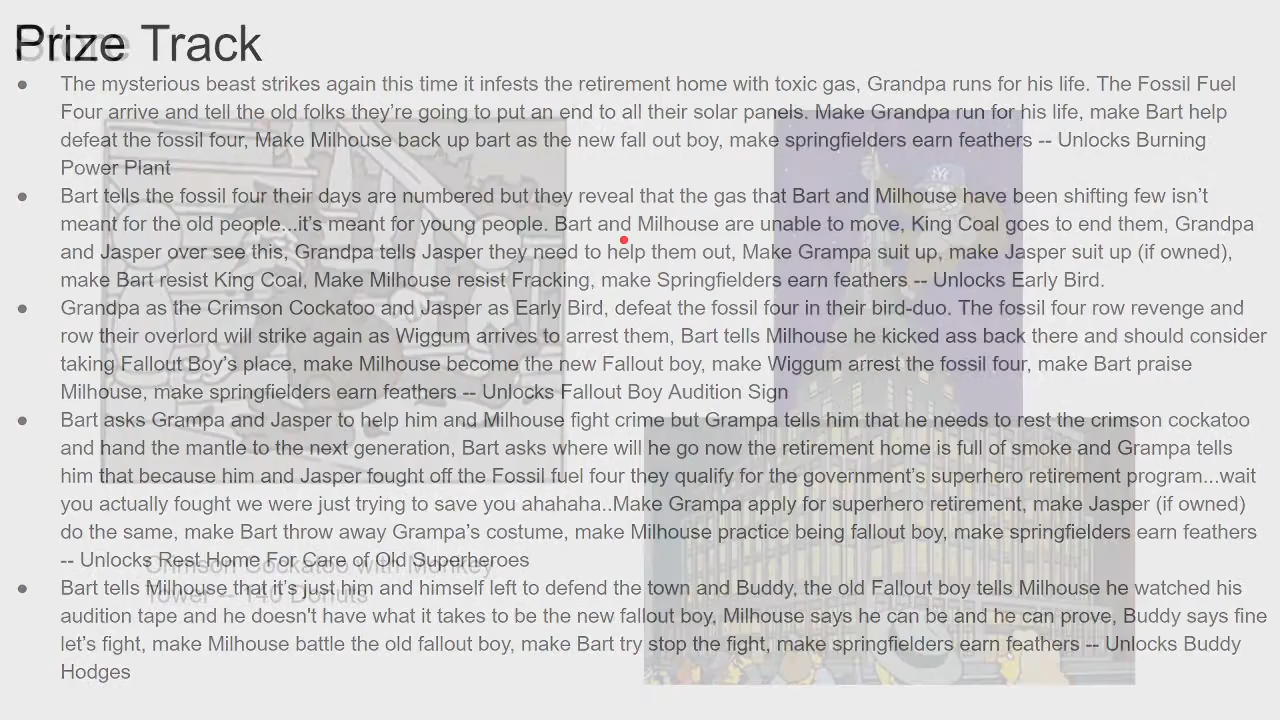 Prize Track
Store
● The mysterious beast strikes again this time it infests the retirement home with toxic gas, Grandpa runs for his life. The Fossil Fuel
Four arrive and tell the old folks they’re going to put an end to all their solar panels. Make Grandpa run for his life, make Bart help
defeat the fossil four, Make Milhouse back up bart as the new fall out boy, make springfielders earn feathers -- Unlocks Burning
Power Plant
● Bart tells the fossil four their days are numbered but they reveal that the gas that Bart and Milhouse have been shifting few isn’t
meant for the old people...it’s meant for young people. Bart and Milhouse are unable to move, King Coal goes to end them, Grandpa
and Jasper over see this, Grandpa tells Jasper they need to help them out, Make Grampa suit up, make Jasper suit up (if owned),
make Bart resist King Coal, Make Milhouse resist Fracking, make Springfielders earn feathers -- Unlocks Early Bird.
● Grandpa as the Crimson Cockatoo and Jasper as Early Bird, defeat the fossil four in their bird-duo. The fossil four row revenge and
row their overlord will strike again as Wiggum arrives to arrest them, Bart tells Milhouse he kicked ass back there and should consider
taking Fallout Boy’s place, make Milhouse become the new Fallout boy, make Wiggum arrest the fossil four, make Bart praise
Milhouse, make springfielders earn feathers -- Unlocks Fallout Boy Audition Sign
● Bart asks Grampa and Jasper to help him and Milhouse fight crime but Grampa tells him that he needs to rest the crimson cockatoo
and hand the mantle to the next generation, Bart asks where will he go now the retirement home is full of smoke and Grampa tells
him that because him and Jasper fought off the Fossil fuel four they qualify for the government’s superhero retirement program...wait
you actually fought we were just trying to save you ahahaha..Make Grampa apply for superhero retirement, make Jasper (if owned)
do the same, make Bart throw away Grampa’s costume, make Milhouse practice being fallout boy, make springfielders earn feathers
-- Unlocks Rest Home For Care of Old Superheroes
Crimson Cockatoo with Monkey
Tower -- 140 Donuts
● Bart tells Milhouse that it’s just him and himself left to defend the town and Buddy, the old Fallout boy tells Milhouse he watched his
audition tape and he doesn't have what it takes to be the new fallout boy, Milhouse says he can be and he can prove, Buddy says fine
let’s fight, make Milhouse battle the old fallout boy, make Bart try stop the fight, make springfielders earn feathers -- Unlocks Buddy
Hodges